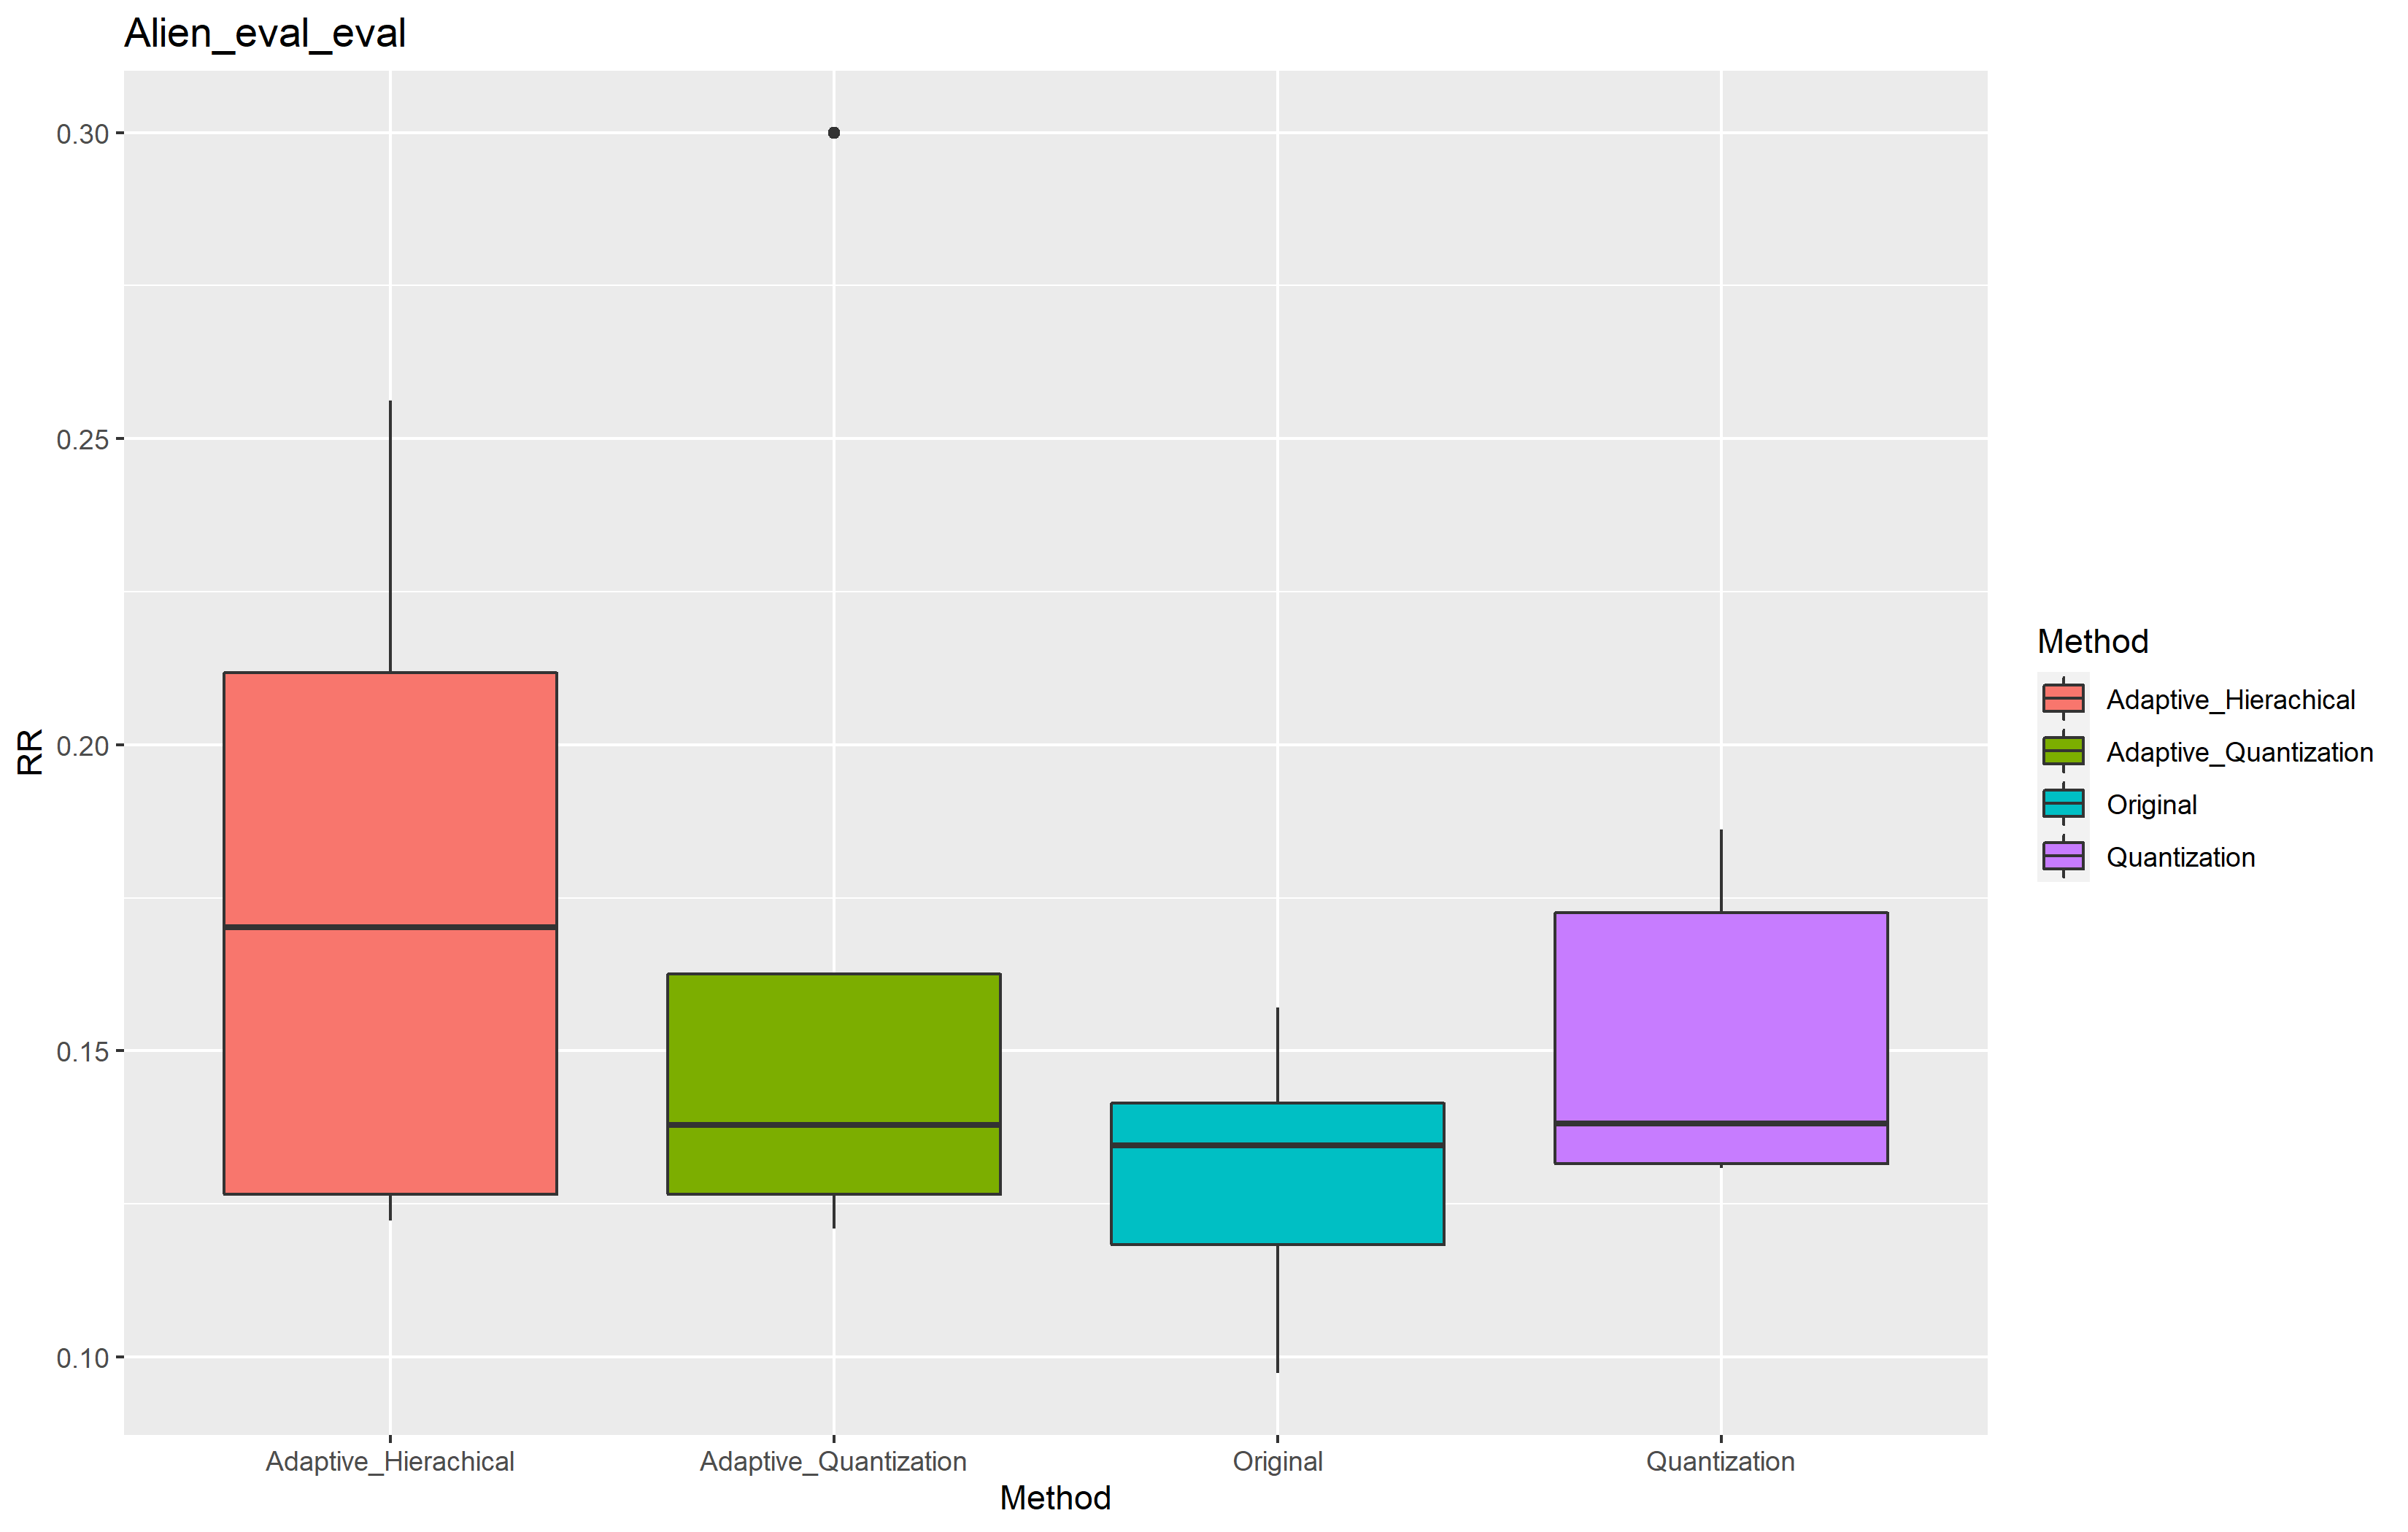 Alien_eval_eval
0.30
0.25
0.20
0.15
0.10
RR
Adaptive_Hierachical
Adaptive_Quantization
Original
Quantization
Method
Method
Adaptive_Hierachical
Adaptive_Quantization
Original
Quantization